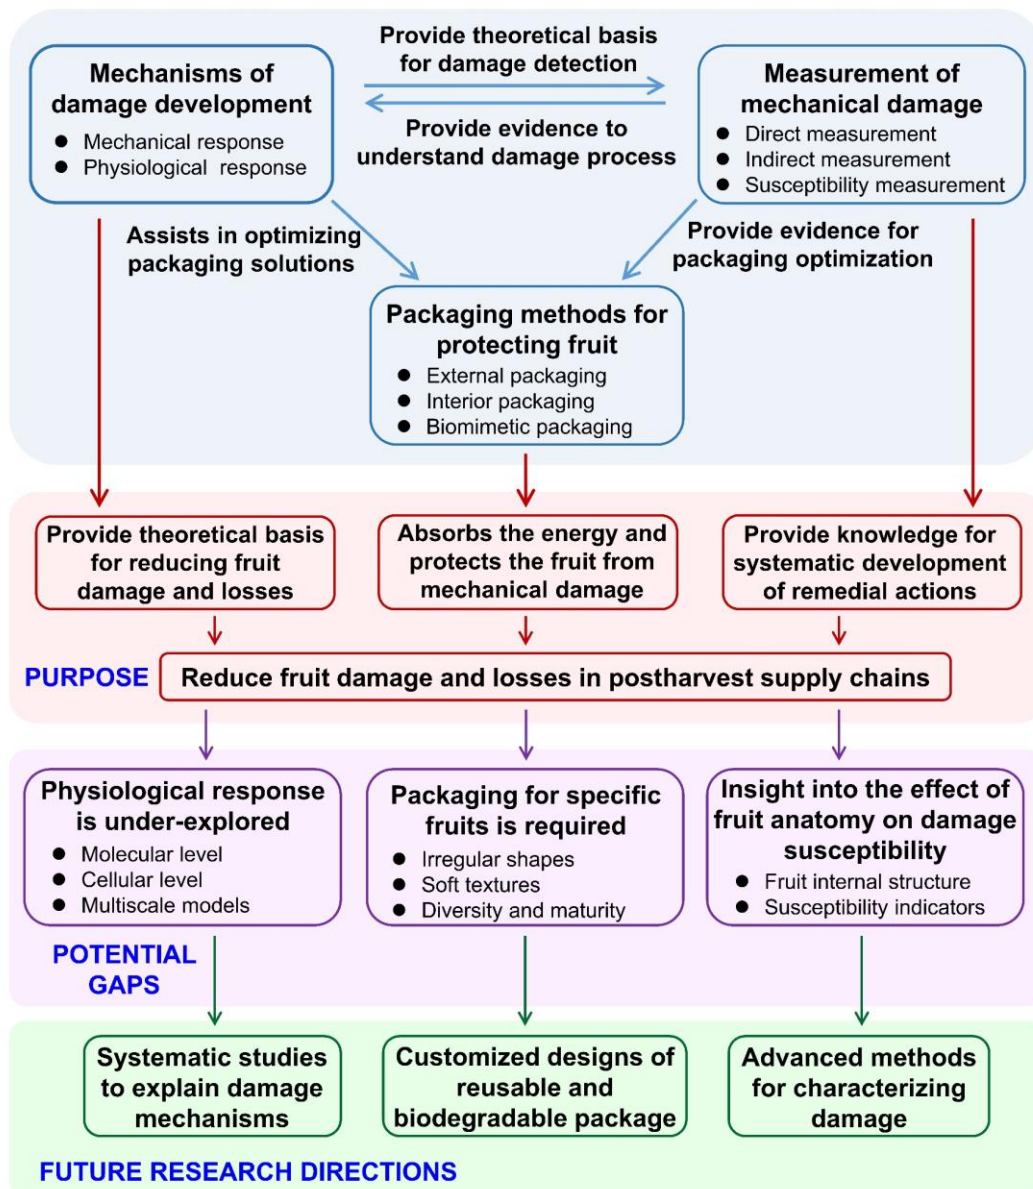 Mechanisms of
damage development
● Mechanical response
● Physiological response
Provide theoretical basis
for damage detection
Provide evidence to
understand damage process
Measurement of
mechanical damage
● Direct measurement
● Indirect measurement
● Susceptibility measurement
Assists in optimizing
packaging solutions
Provide evidence for
packaging optimization
Packaging methods for
protecting fruit
● External packaging
● Interior packaging
● Biomimetic packaging
Provide theoretical basis
for reducing fruit
damage and losses
Absorbs the energy and
protects the fruit from
mechanical damage
Provide knowledge for
systematic development
of remedial actions
PURPOSE
Reduce fruit damage and losses in postharvest supply chains
Physiological response
is under-explored
● Molecular level
● Cellular level
● Multiscale models
Packaging for specific
fruits is required
● Irregular shapes
● Soft textures
● Diversity and maturity
Insight into the effect of
fruit anatomy on damage
susceptibility
● Fruit internal structure
● Susceptibility indicators
POTENTIAL
GAPS
Systematic studies
to explain damage
mechanisms
Customized designs of
reusable and
biodegradable package
Advanced methods
for characterizing
damage
FUTURE RESEARCH DIRECTIONS